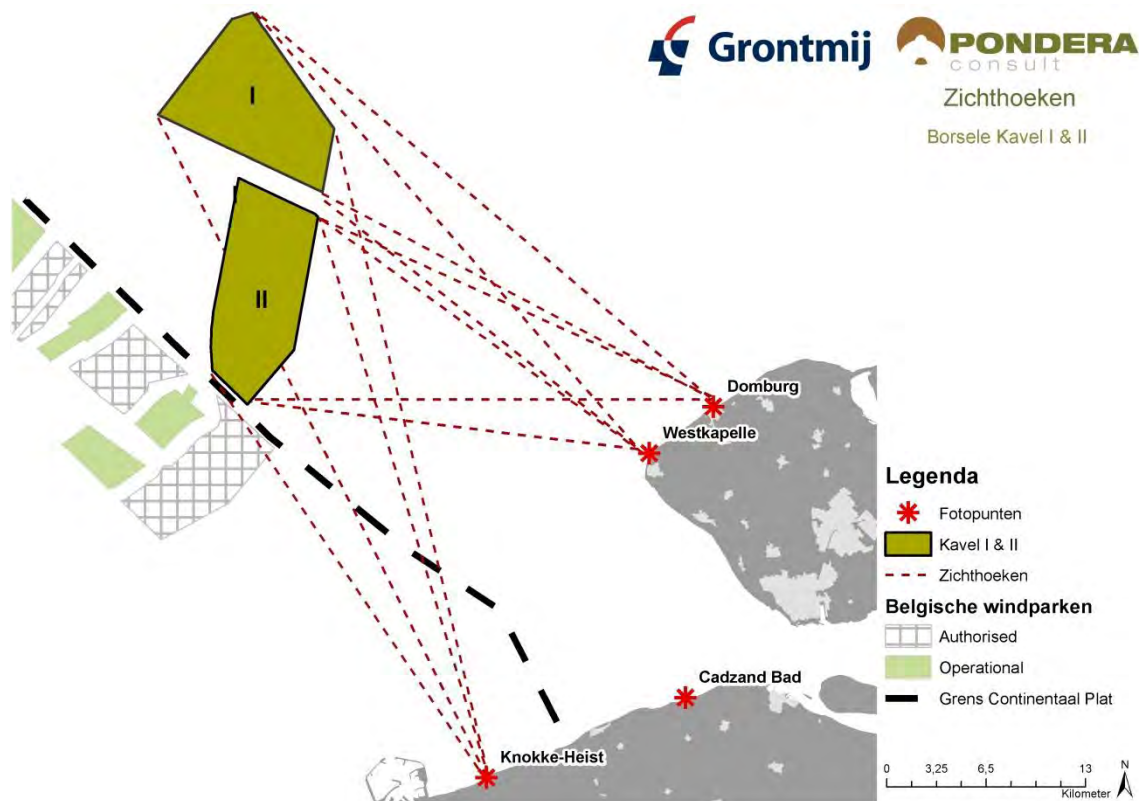 Grontmij
PONDERA
consult
Zichthoeken
Borsele Kavel I & II
I
II
Domburg
Westkapelle
Cadzand Bad
Knokke-Heist
Legenda
Fotopunten
Kavel I & II
Zichthoeken
Belgische windparken
Authorised
Operational
Grens Continentaal Plat
0 3,25 6,5 13
Kilometer
N